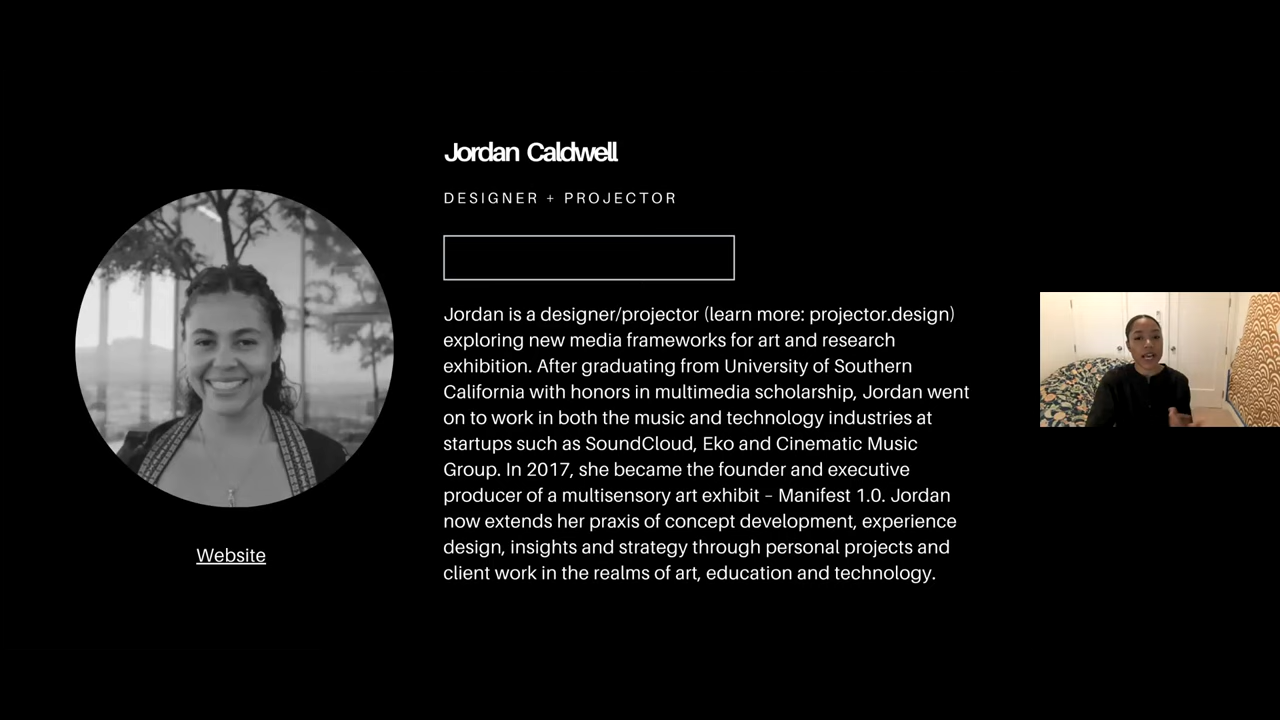 Jordan Caldwell
DESIGNER + PROJECTOR
Jordan is a designer/projector (learn more: projector.design)
exploring new media frameworks for art and research
exhibition. After graduating from University of Southern
California with honors in multimedia scholarship, Jordan went
on to work in both the music and technology industries at
startups such as SoundCloud, Eko and Cinematic Music
Group. In 2017, she became the founder and executive
producer of a multisensory art exhibit – Manifest 1.0. Jordan
now extends her praxis of concept development, experience
design, insights and strategy through personal projects and
client work in the realms of art, education and technology.
Website